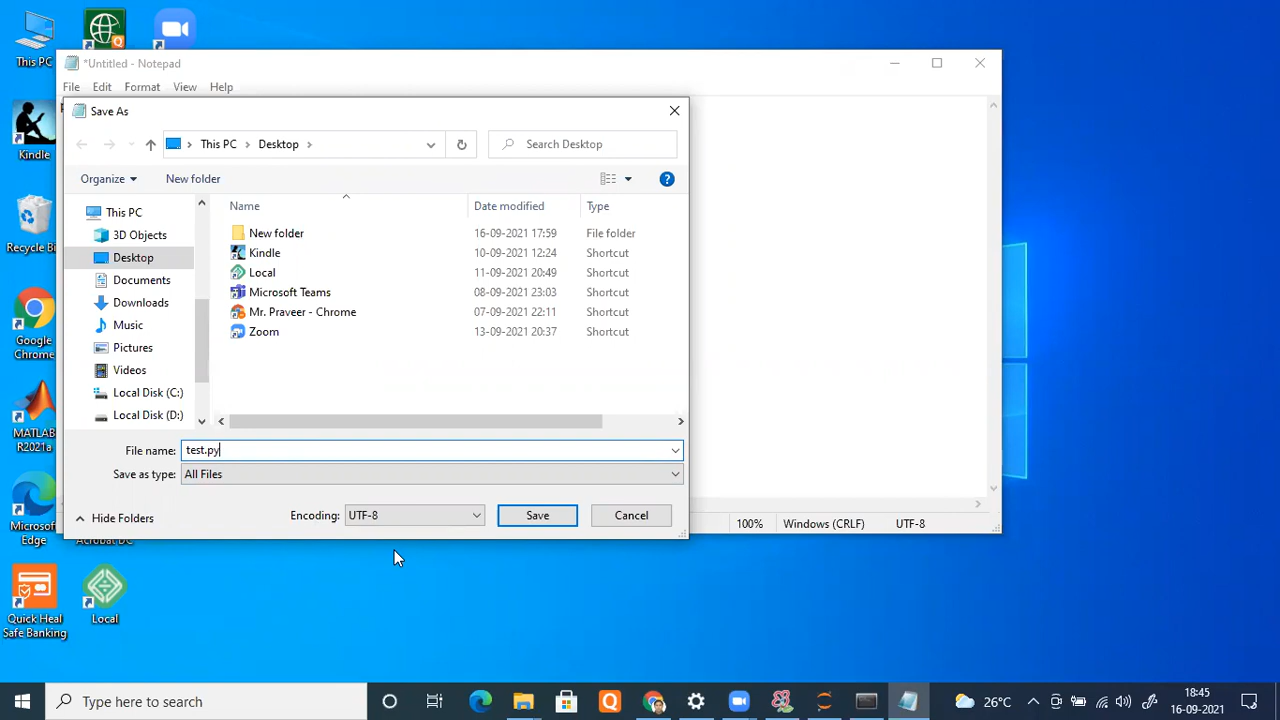 This PC
*Untitled - Notepad
File Edit Format View Help
Save As
This PC Desktop
Search Desktop
Organize New folder
Name Date modified Type
This PC
3D Objects
Desktop
Documents
Downloads
Music
Pictures
Videos
Local Disk (C:)
Local Disk (D:)
New folder 16-09-2021 17:59 File folder
Kindle 10-09-2021 12:24 Shortcut
Local 11-09-2021 20:49 Shortcut
Microsoft Teams 08-09-2021 23:03 Shortcut
Mr. Praveer - Chrome 07-09-2021 22:11 Shortcut
Zoom 13-09-2021 20:37 Shortcut
File name: test.py
Save as type: All Files
Hide Folders Encoding: UTF-8 Save Cancel
100% Windows (CRLF) UTF-8
Kindle
Recycle Bi
Google
Chrome
MATLAB
R2021a
Microsoft
Edge
Acrobat DC
Quick Heal
Safe Banking
Local
Type here to search
26°C
18:45
16-09-2021